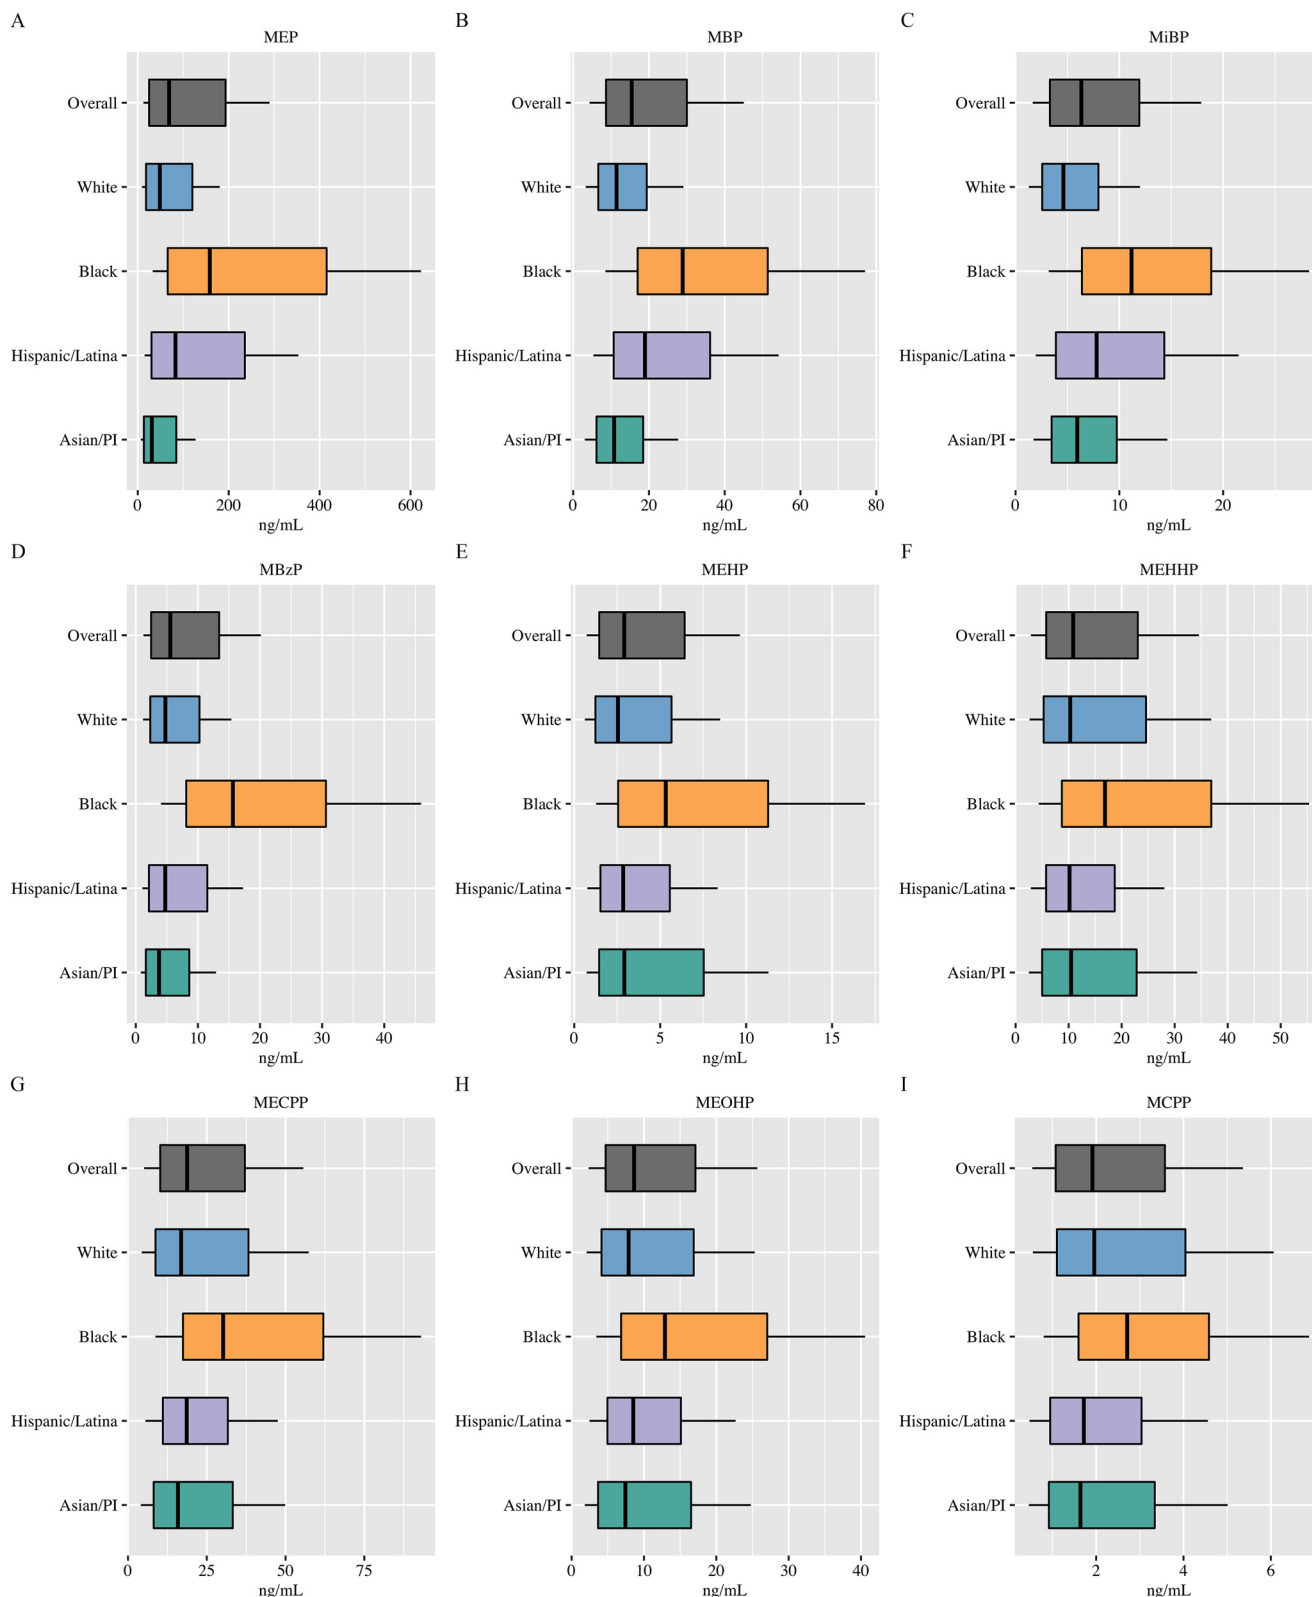 A
MEP
Overall
White
Black
Hispanic/Latina
Asian/PI
0 200 400 600
ng/mL
B
MBP
Overall
White
Black
Hispanic/Latina
Asian/PI
0 20 40 60 80
ng/mL
C
MiBP
Overall
White
Black
Hispanic/Latina
Asian/PI
0 10 20
ng/mL
D
MBzP
Overall
White
Black
Hispanic/Latina
Asian/PI
0 10 20 30 40
ng/mL
E
MEHP
Overall
White
Black
Hispanic/Latina
Asian/PI
0 5 10 15
ng/mL
F
MEHHP
Overall
White
Black
Hispanic/Latina
Asian/PI
0 10 20 30 40 50
ng/mL
G
MECPP
Overall
White
Black
Hispanic/Latina
Asian/PI
0 25 50 75
ng/mL
H
MEOHP
Overall
White
Black
Hispanic/Latina
Asian/PI
0 10 20 30 40
ng/mL
I
MCPP
Overall
White
Black
Hispanic/Latina
Asian/PI
2 4 6
ng/mL